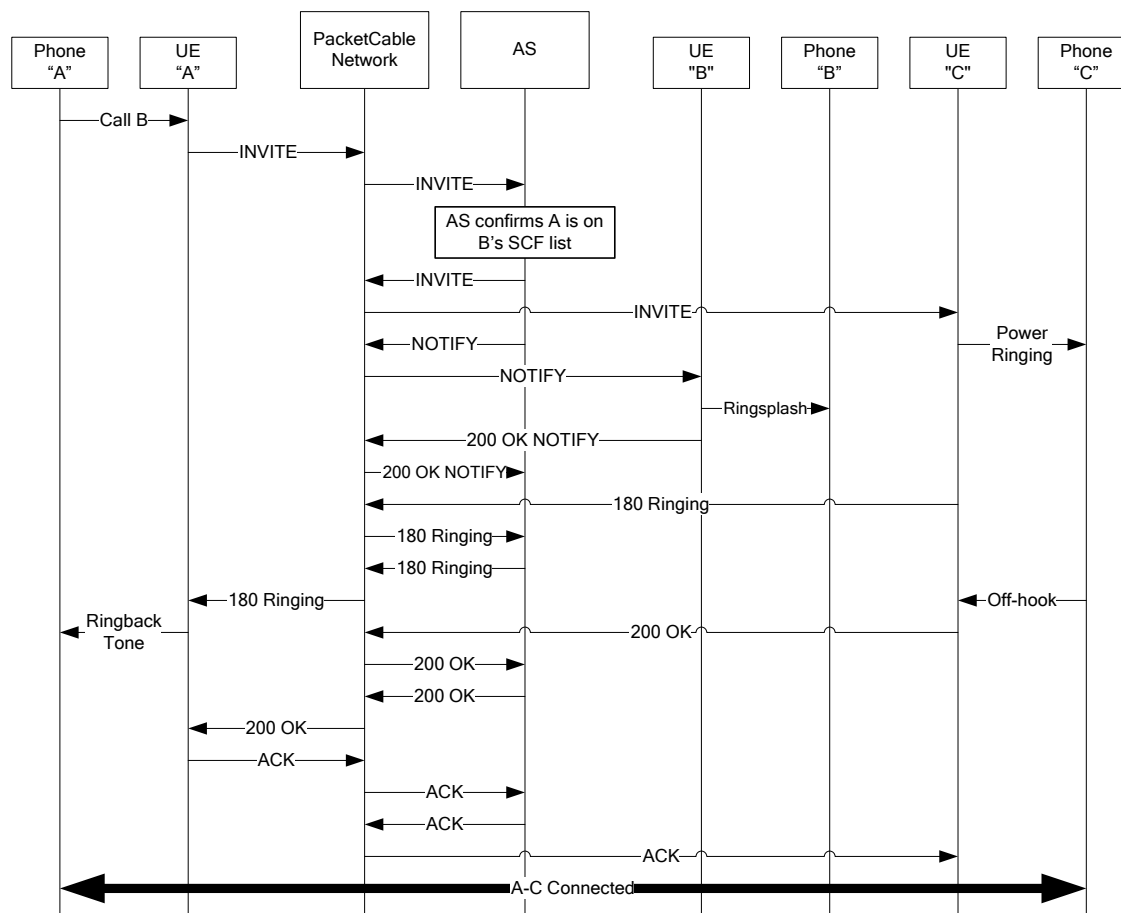 Phone
“A”
UE
“A”
PacketCable
Network
AS
UE
"B"
Phone
“B”
UE
"C"
Phone
“C”
Call B
INVITE
INVITE
AS confirms A is on
B’s SCF list
INVITE
INVITE
NOTIFY
Power
Ringing
NOTIFY
Ringsplash
200 OK NOTIFY
200 OK NOTIFY
180 Ringing
180 Ringing
180 Ringing
180 Ringing
Off-hook
Ringback
Tone
200 OK
200 OK
200 OK
200 OK
ACK
ACK
ACK
ACK
A-C Connected